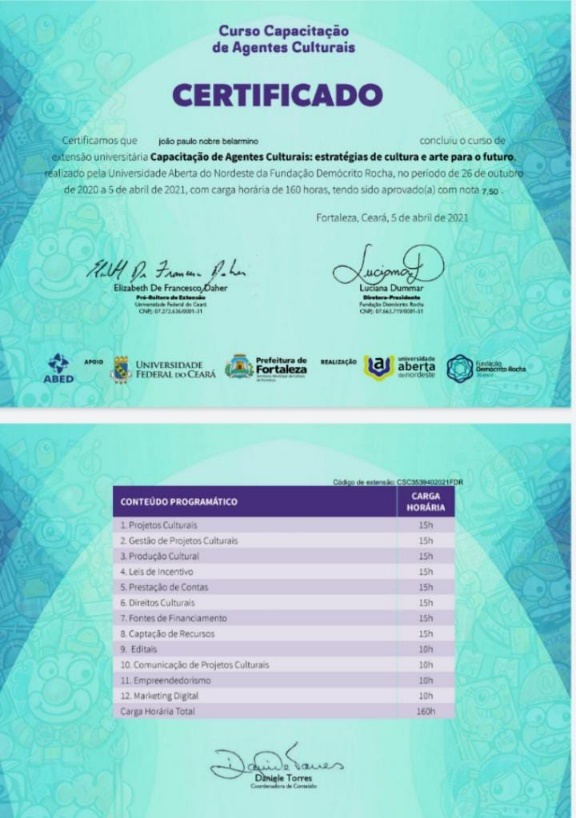 Curso Capacitação
de Agentes Culturais
CERTIFICADO
Certificamos que joão paulo nobre belarmino concluiu o curso de
extensão universitária Capacitação de Agentes Culturais: estratégias de cultura e arte para o futuro,
realizado pela Universidade Aberta do Nordeste da Fundação Demócrito Rocha, no período de 26 de outubro
de 2020 a 5 de abril de 2021, com carga horária de 160 horas, tendo sido aprovado(a) com nota 7,50 .
Fortaleza, Ceará, 5 de abril de 2021
Elizabeth De Francesco Daher
Pró-Reitora de Extensão
Universidade Federal do Ceará
CNPJ: 07.272.636/0001-31
Luciana Dummar
Diretora-Presidente
Fundação Demócrito Rocha
CNPJ: 07.663.719/0001-51
ABED
APOIO
UNIVERSIDADE
FEDERAL DO CEARÁ
Prefeitura de
Fortaleza
REALIZAÇÃO
universidade
aberta
do nordeste
Fundação
Demócrito Rocha
Código de extensão: CSC3539402021FDR
CONTEÚDO PROGRAMÁTICO CARGA HORÁRIA
1. Projetos Culturais 15h
2. Gestão de Projetos Culturais 15h
3. Produção Cultural 15h
4. Leis de Incentivo 15h
5. Prestação de Contas 15h
6. Direitos Culturais 15h
7. Fontes de Financiamento 15h
8. Captação de Recursos 15h
9. Editais 10h
10. Comunicação de Projetos Culturais 10h
11. Empreendedorismo 10h
12. Marketing Digital 10h
Carga Horária Total 160h
Daniele Torres
Coordenadora de Conteúdo